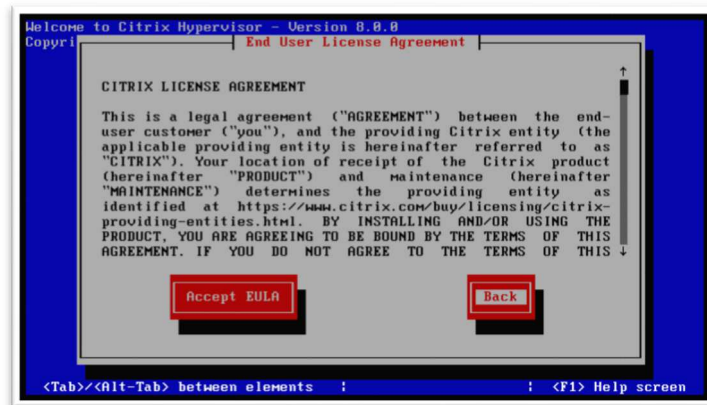 Welcome to Citrix Hypervisor - Version 8.0.0
Copyri
End User License Agreement
CITRIX LICENSE AGREEMENT
This is a legal agreement ("AGREEMENT") between the end-
user customer ("you"), and the providing Citrix entity (the
applicable providing entity is hereinafter referred to as
"CITRIX"). Your location of receipt of the Citrix product
(hereinafter "PRODUCT") and maintenance (hereinafter
"MAINTENANCE") determines the providing entity as
identified at https://www.citrix.com/buy/licensing/citrix-
providing-entities.html. BY INSTALLING AND/OR USING THE
PRODUCT, YOU ARE AGREEING TO BE BOUND BY THE TERMS OF THIS
AGREEMENT. IF YOU DO NOT AGREE TO THE TERMS OF THIS
Accept EULA Back
<Tab>/<Alt-Tab> between elements | | <F1> Help screen